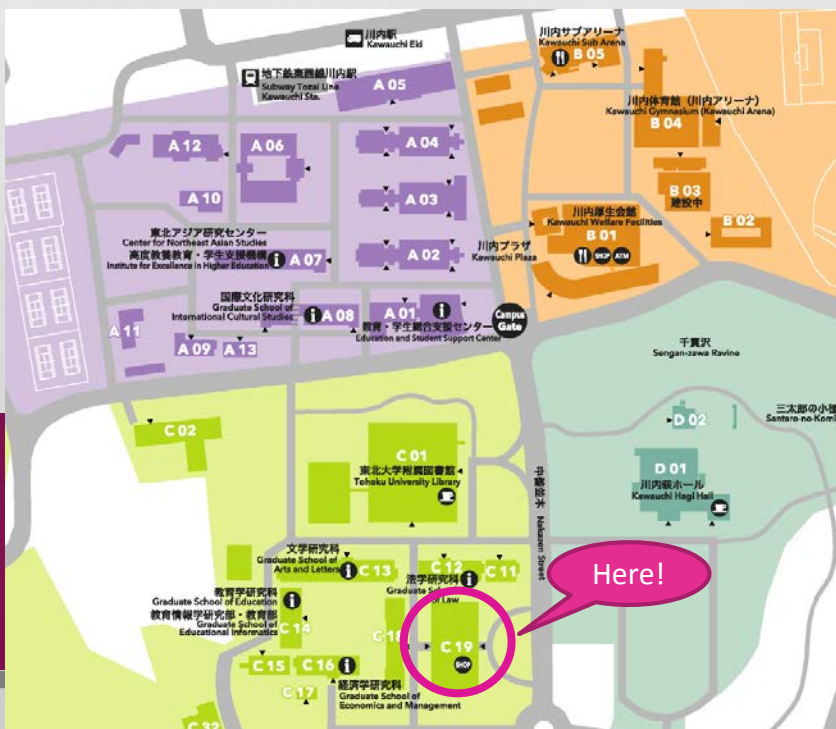 川内駅
Kawauchi Eki
地下鉄東西線川内駅
Subway Tozai Line
Kawauchi Sta.
A 05
川内サブアリーナ
Kawauchi Sub Arena
B 05
川内体育館（川内アリーナ）
Kawauchi Gymnasium (Kawauchi Arena)
B 04
A 12
A 06
A 04
A 10
A 03
B 03
建設中
B 02
川内厚生会館
Kawauchi Welfare Facilities
B 01
SHOP
ATM
東北アジア研究センター
Center for Northeast Asian Studies
高度教養教育・学生支援機構
Institute for Excellence in Higher Education
A 07
A 02
川内プラザ
Kawauchi Plaza
国際文化研究科
Graduate School of
International Cultural Studies
A 08
A 01
教育・学生総合支援センター
Education and Student Support Center
Campus
Gate
A 11
A 09
A 13
千貫沢
Sengan-zawa Ravine
三太郎の小
Santaro-no-Komi
D 02
C 02
C 01
東北大学附属図書館
Tohoku University Library
D 01
川内萩ホール
Kawauchi Hagi Hall
中善並木 Nakazen Street
文学研究科
Graduate School of
Arts and Letters
C 13
C 12
C 11
法学研究科
Graduate School
of Law
Here!
教育学研究科
Graduate School of Education
教育情報学研究部・教育部
Graduate School of
Educational Informatics
C 14
C 18
C 19
SHOP
C 15
C 16
C 17
経済学研究科
Graduate School of
Economics and Management
C 32